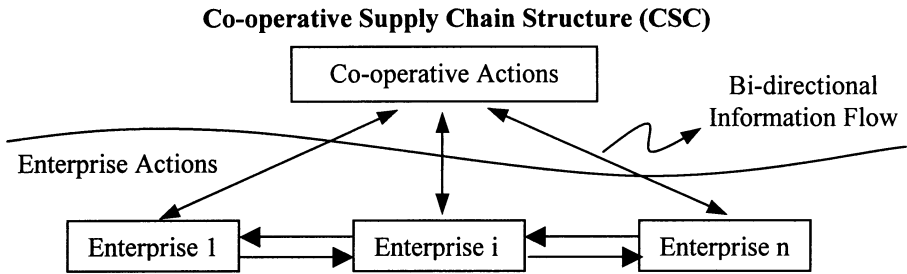 Co-operative Supply Chain Structure (CSC)
Co-operative Actions
Bi-directional
Information Flow
Enterprise Actions
Enterprise 1
Enterprise i
Enterprise n